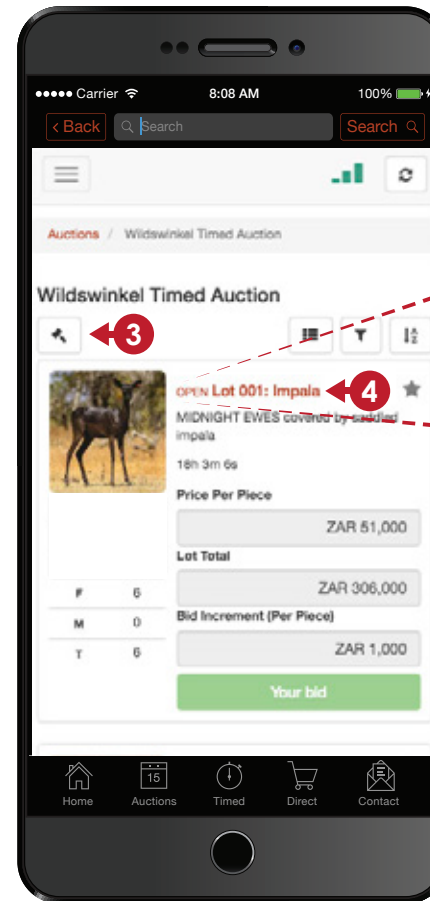 Carrier 8:08 AM 100%
< Back Search Search
Auctions / Wildswinkel Timed Auction
Wildswinkel Timed Auction
3
OPEN Lot 001: Impala 4
MIDNIGHT EWES covered by saddled
impala
18h 3m 6s
Price Per Piece
ZAR 51,000
Lot Total
ZAR 306,000
F 6
Bid Increment (Per Piece)
M 0
ZAR 1,000
T 6
Your bid
15
Home Auctions Timed Direct Contact